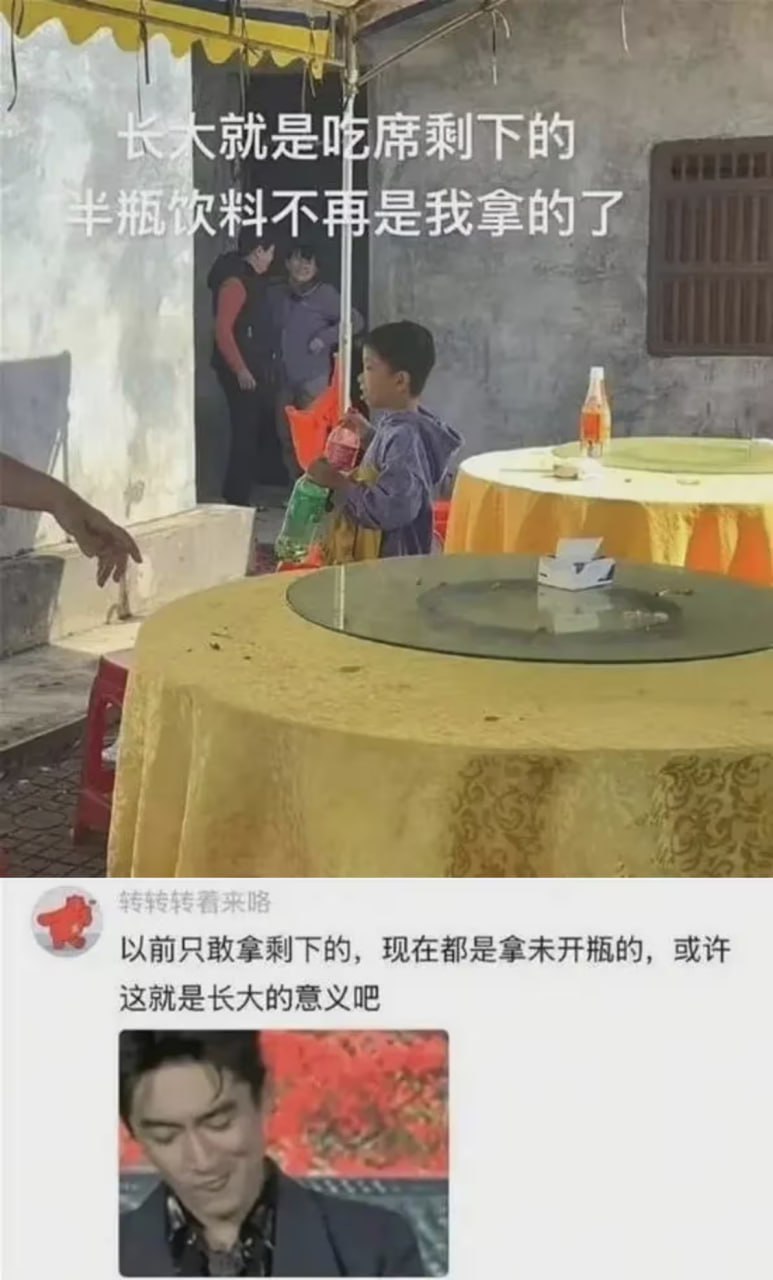 长大就是吃席剩下的
半瓶饮料不再是我拿的了
转转转着来咯
以前只敢拿剩下的，现在都是拿未开瓶的，或许
这就是长大的意义吧